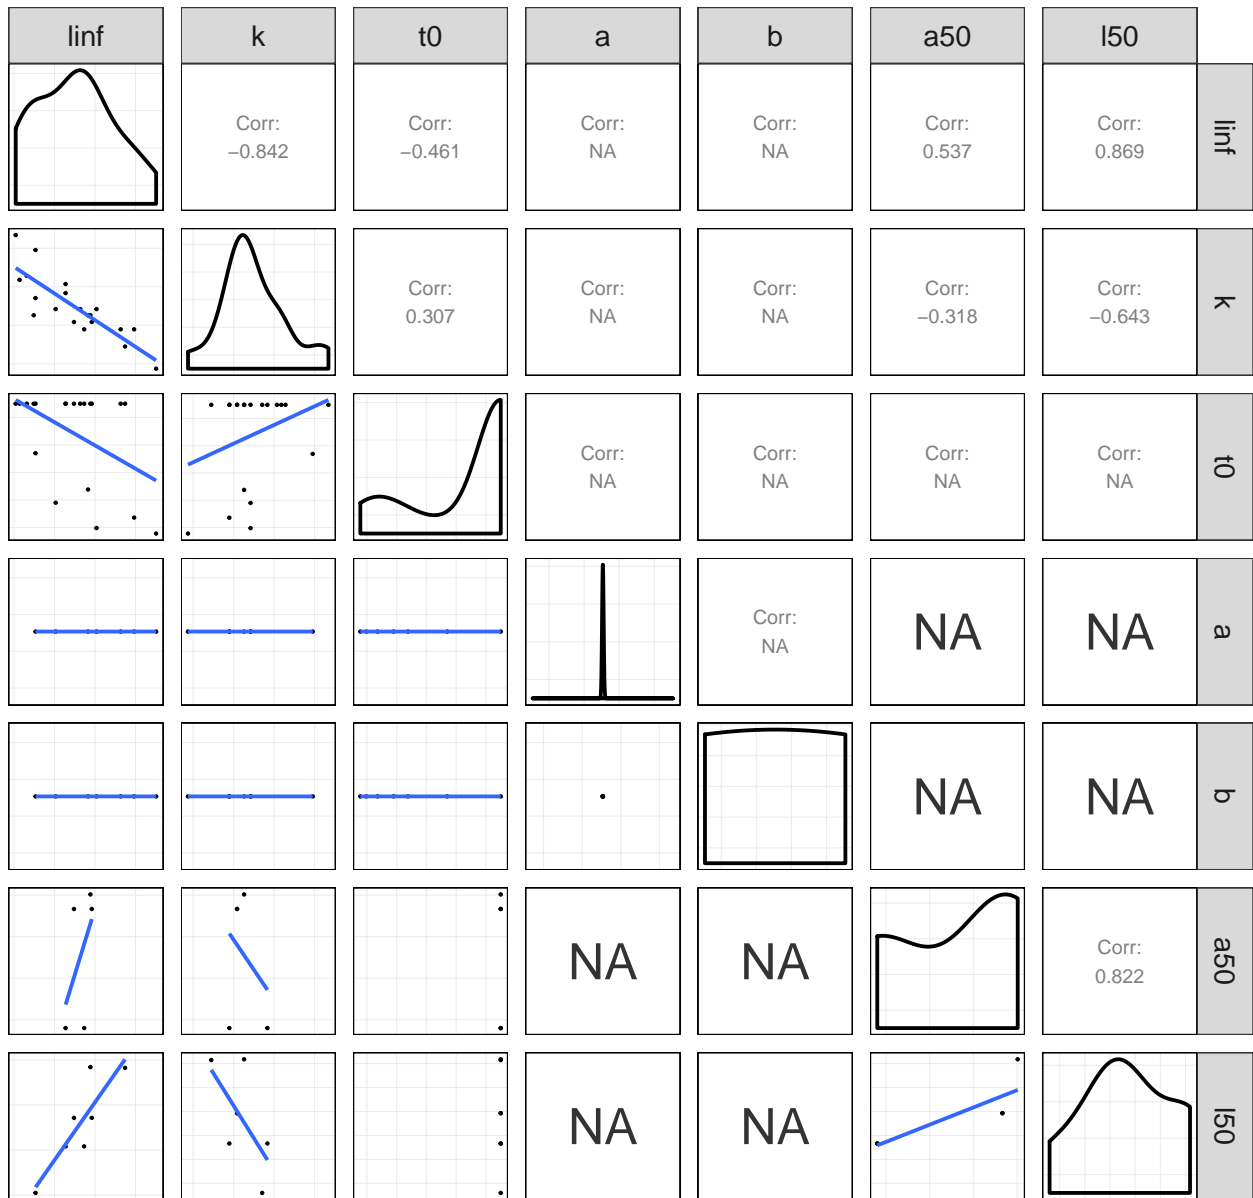 linf k t0 a b a50 l50
Corr: Corr: Corr: Corr: Corr: Corr:
−0.842 −0.461 NA NA 0.537 0.869
linf
Corr: Corr: Corr: Corr: Corr:
0.307 NA NA −0.318 −0.643
k
Corr: Corr: Corr: Corr:
NA NA NA NA
t0
Corr:
NA
NA NA
a
NA NA
b
NA NA
Corr:
0.822
a50
NA NA
l50